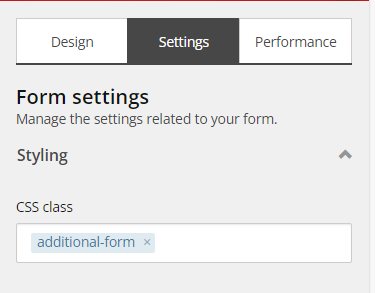 Design Settings Performance
Form settings
Manage the settings related to your form.
Styling
CSS class
additional-form ×